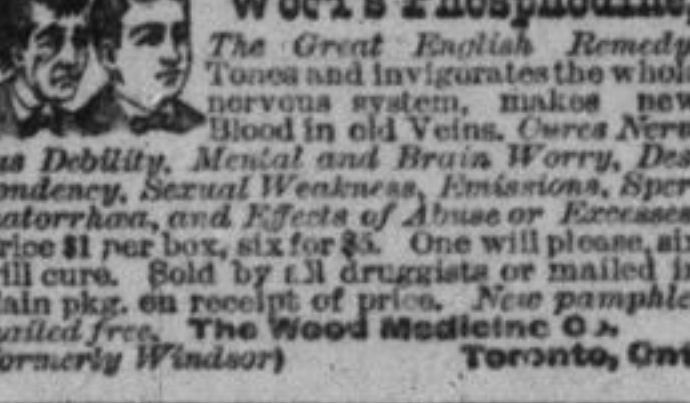 Phosphodine,
The Great English Remedy
Tones and invigorates the whol
nervous system, makes new
Blood in old Veins. Cures Nerv
us Debility, Mental and Brain Worry, Des
ondency, Sexual Weakness, Emissions, Sper
atorrhœa, and Effects of Abuse or Excesses
rice $1 per box, six for $5. One will please, six
ill cure. Sold by all druggists or mailed in
lain pkg. on receipt of price. New pamphle
ailed free. The Wood Medicine Co.
ormerly Windsor) Toronto, Ont